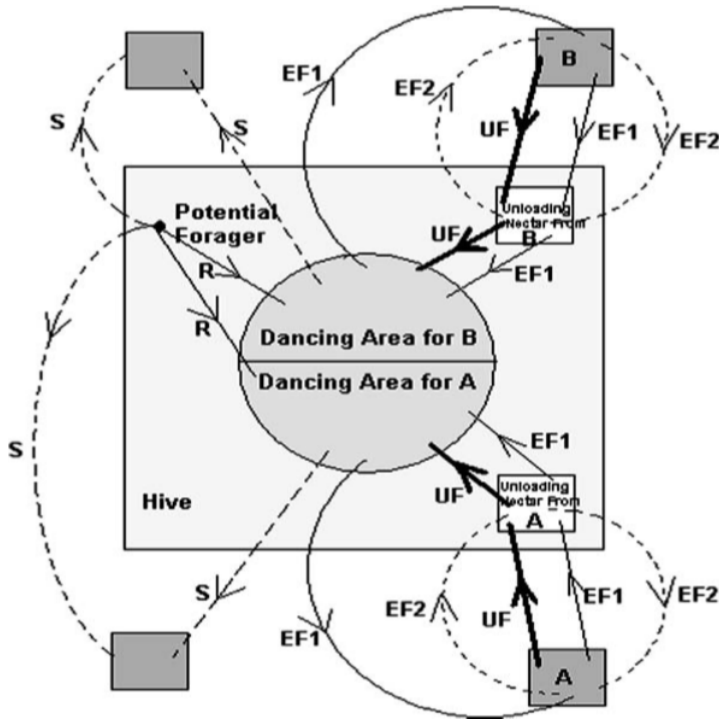 B
EF1
EF2
S
S
UF
EF1
EF2
Potential
Forager
Unloading
Nectar From
B
UF
EF1
R
R
Dancing Area for B
Dancing Area for A
EF1
S
UF
Unloading
Nectar From
A
Hive
S
EF1
EF2
UF
EF1
EF2
A